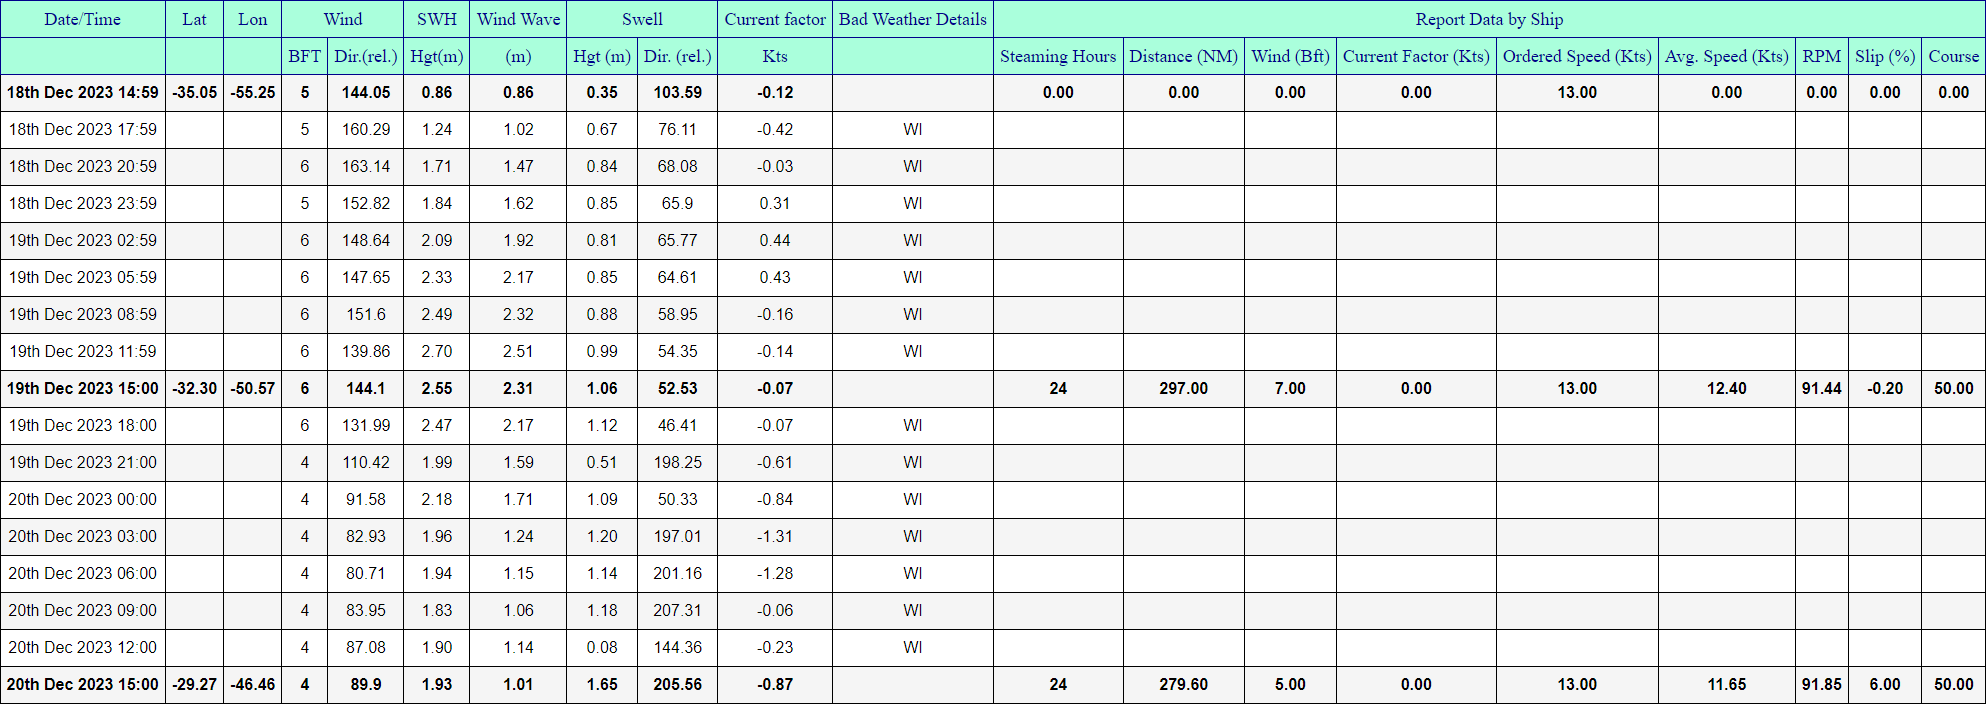 Date/Time Lat Lon Wind SWH Wind Wave Swell Current factor Bad Weather Details Report Data by Ship
BFT Dir.(rel.) Hgt(m) (m) Hgt (m) Dir. (rel.) Kts Steaming Hours Distance (NM) Wind (Bft) Current Factor (Kts) Ordered Speed (Kts) Avg. Speed (Kts) RPM Slip (%) Course
18th Dec 2023 14:59 -35.05 -55.25 5 144.05 0.86 0.86 0.35 103.59 -0.12 0.00 0.00 0.00 0.00 13.00 0.00 0.00 0.00 0.00
18th Dec 2023 17:59 5 160.29 1.24 1.02 0.67 76.11 -0.42 WI
18th Dec 2023 20:59 6 163.14 1.71 1.47 0.84 68.08 -0.03 WI
18th Dec 2023 23:59 5 152.82 1.84 1.62 0.85 65.9 0.31 WI
19th Dec 2023 02:59 6 148.64 2.09 1.92 0.81 65.77 0.44 WI
19th Dec 2023 05:59 6 147.65 2.33 2.17 0.85 64.61 0.43 WI
19th Dec 2023 08:59 6 151.6 2.49 2.32 0.88 58.95 -0.16 WI
19th Dec 2023 11:59 6 139.86 2.70 2.51 0.99 54.35 -0.14 WI
19th Dec 2023 15:00 -32.30 -50.57 6 144.1 2.55 2.31 1.06 52.53 -0.07 24 297.00 7.00 0.00 13.00 12.40 91.44 -0.20 50.00
19th Dec 2023 18:00 6 131.99 2.47 2.17 1.12 46.41 -0.07 WI
19th Dec 2023 21:00 4 110.42 1.99 1.59 0.51 198.25 -0.61 WI
20th Dec 2023 00:00 4 91.58 2.18 1.71 1.09 50.33 -0.84 WI
20th Dec 2023 03:00 4 82.93 1.96 1.24 1.20 197.01 -1.31 WI
20th Dec 2023 06:00 4 80.71 1.94 1.15 1.14 201.16 -1.28 WI
20th Dec 2023 09:00 4 83.95 1.83 1.06 1.18 207.31 -0.06 WI
20th Dec 2023 12:00 4 87.08 1.90 1.14 0.08 144.36 -0.23 WI
20th Dec 2023 15:00 -29.27 -46.46 4 89.9 1.93 1.01 1.65 205.56 -0.87 24 279.60 5.00 0.00 13.00 11.65 91.85 6.00 50.00